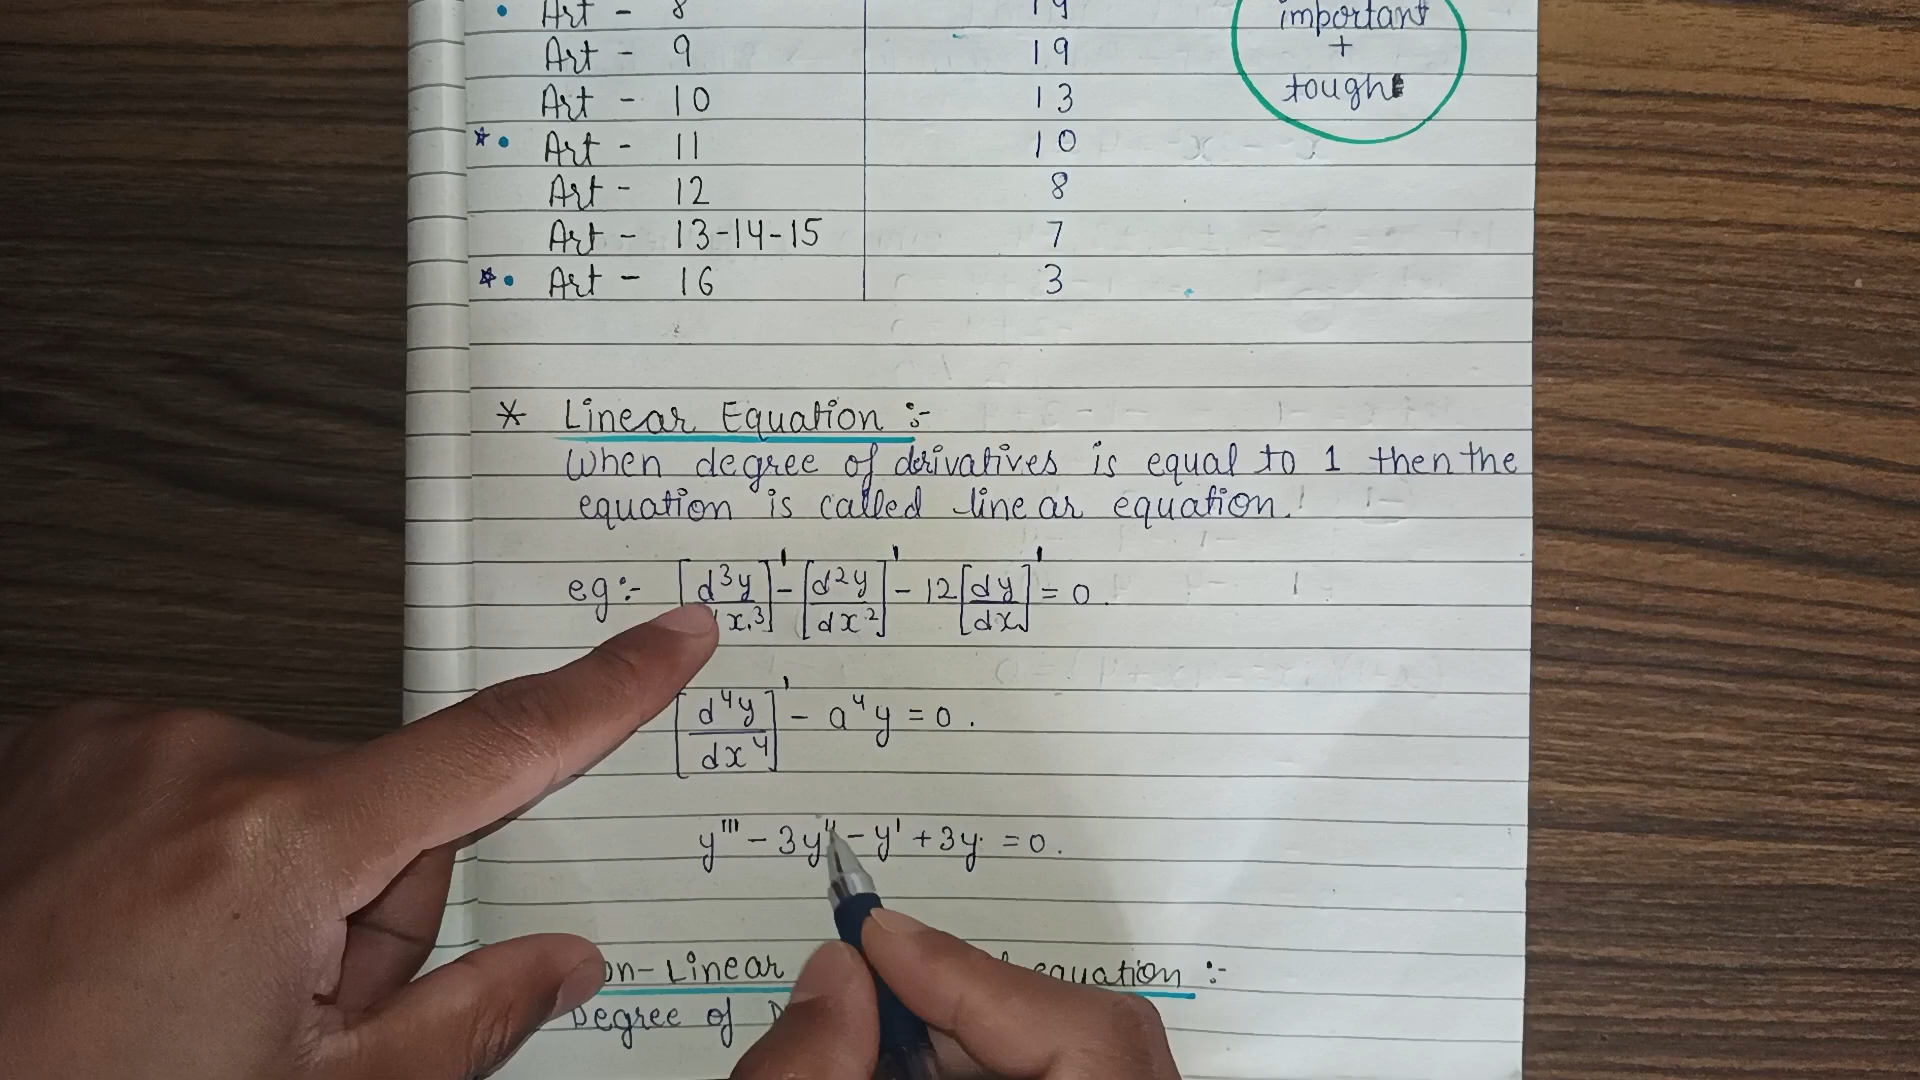 • Art - 8 19 important
Art - 9 19 +
Art - 10 13 tough
☆• Art - 11 10
Art - 12 8
Art - 13-14-15 7
☆• Art - 16 3
* Linear Equation :-
When degree of derivatives is equal to 1 then the
equation is called linear equation.
eg:- [d³y/dx³]¹ - [d²y/dx²]¹ - 12[dy/dx]¹ = 0.
[d⁴y/dx⁴]¹ - a⁴y = 0.
y''' - 3y'' - y' + 3y = 0.
on-Linear equation :-
Degree of